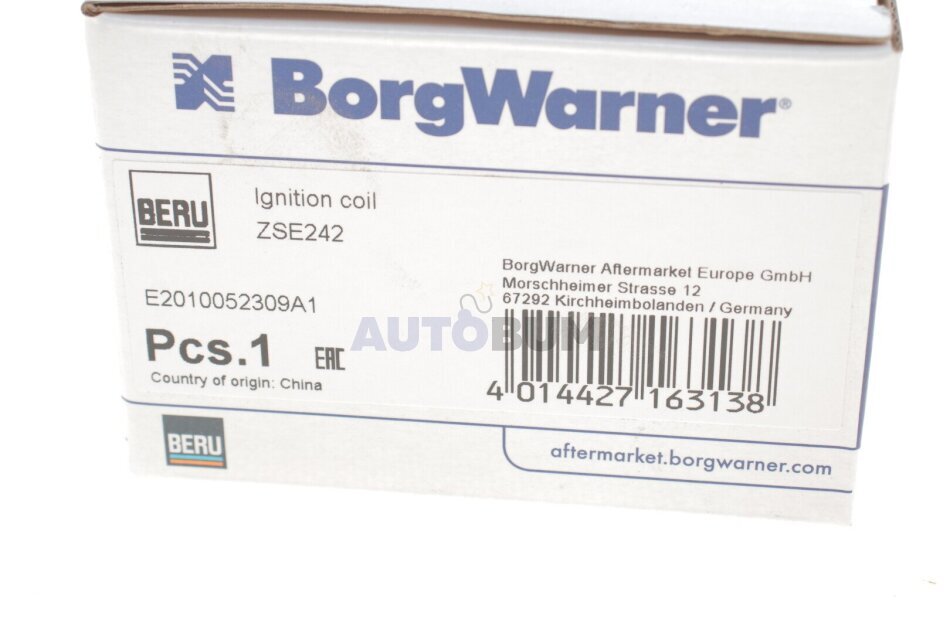 BorgWarner®
BERU
Ignition coil
ZSE242
BorgWarner Aftermarket Europe GmbH
Morschheimer Strasse 12
67292 Kirchheimbolanden / Germany
E2010052309A1
AUTOBUM
Pcs.1 EAC
Country of origin: China
4 014427 163138
BERU
aftermarket.borgwarner.com